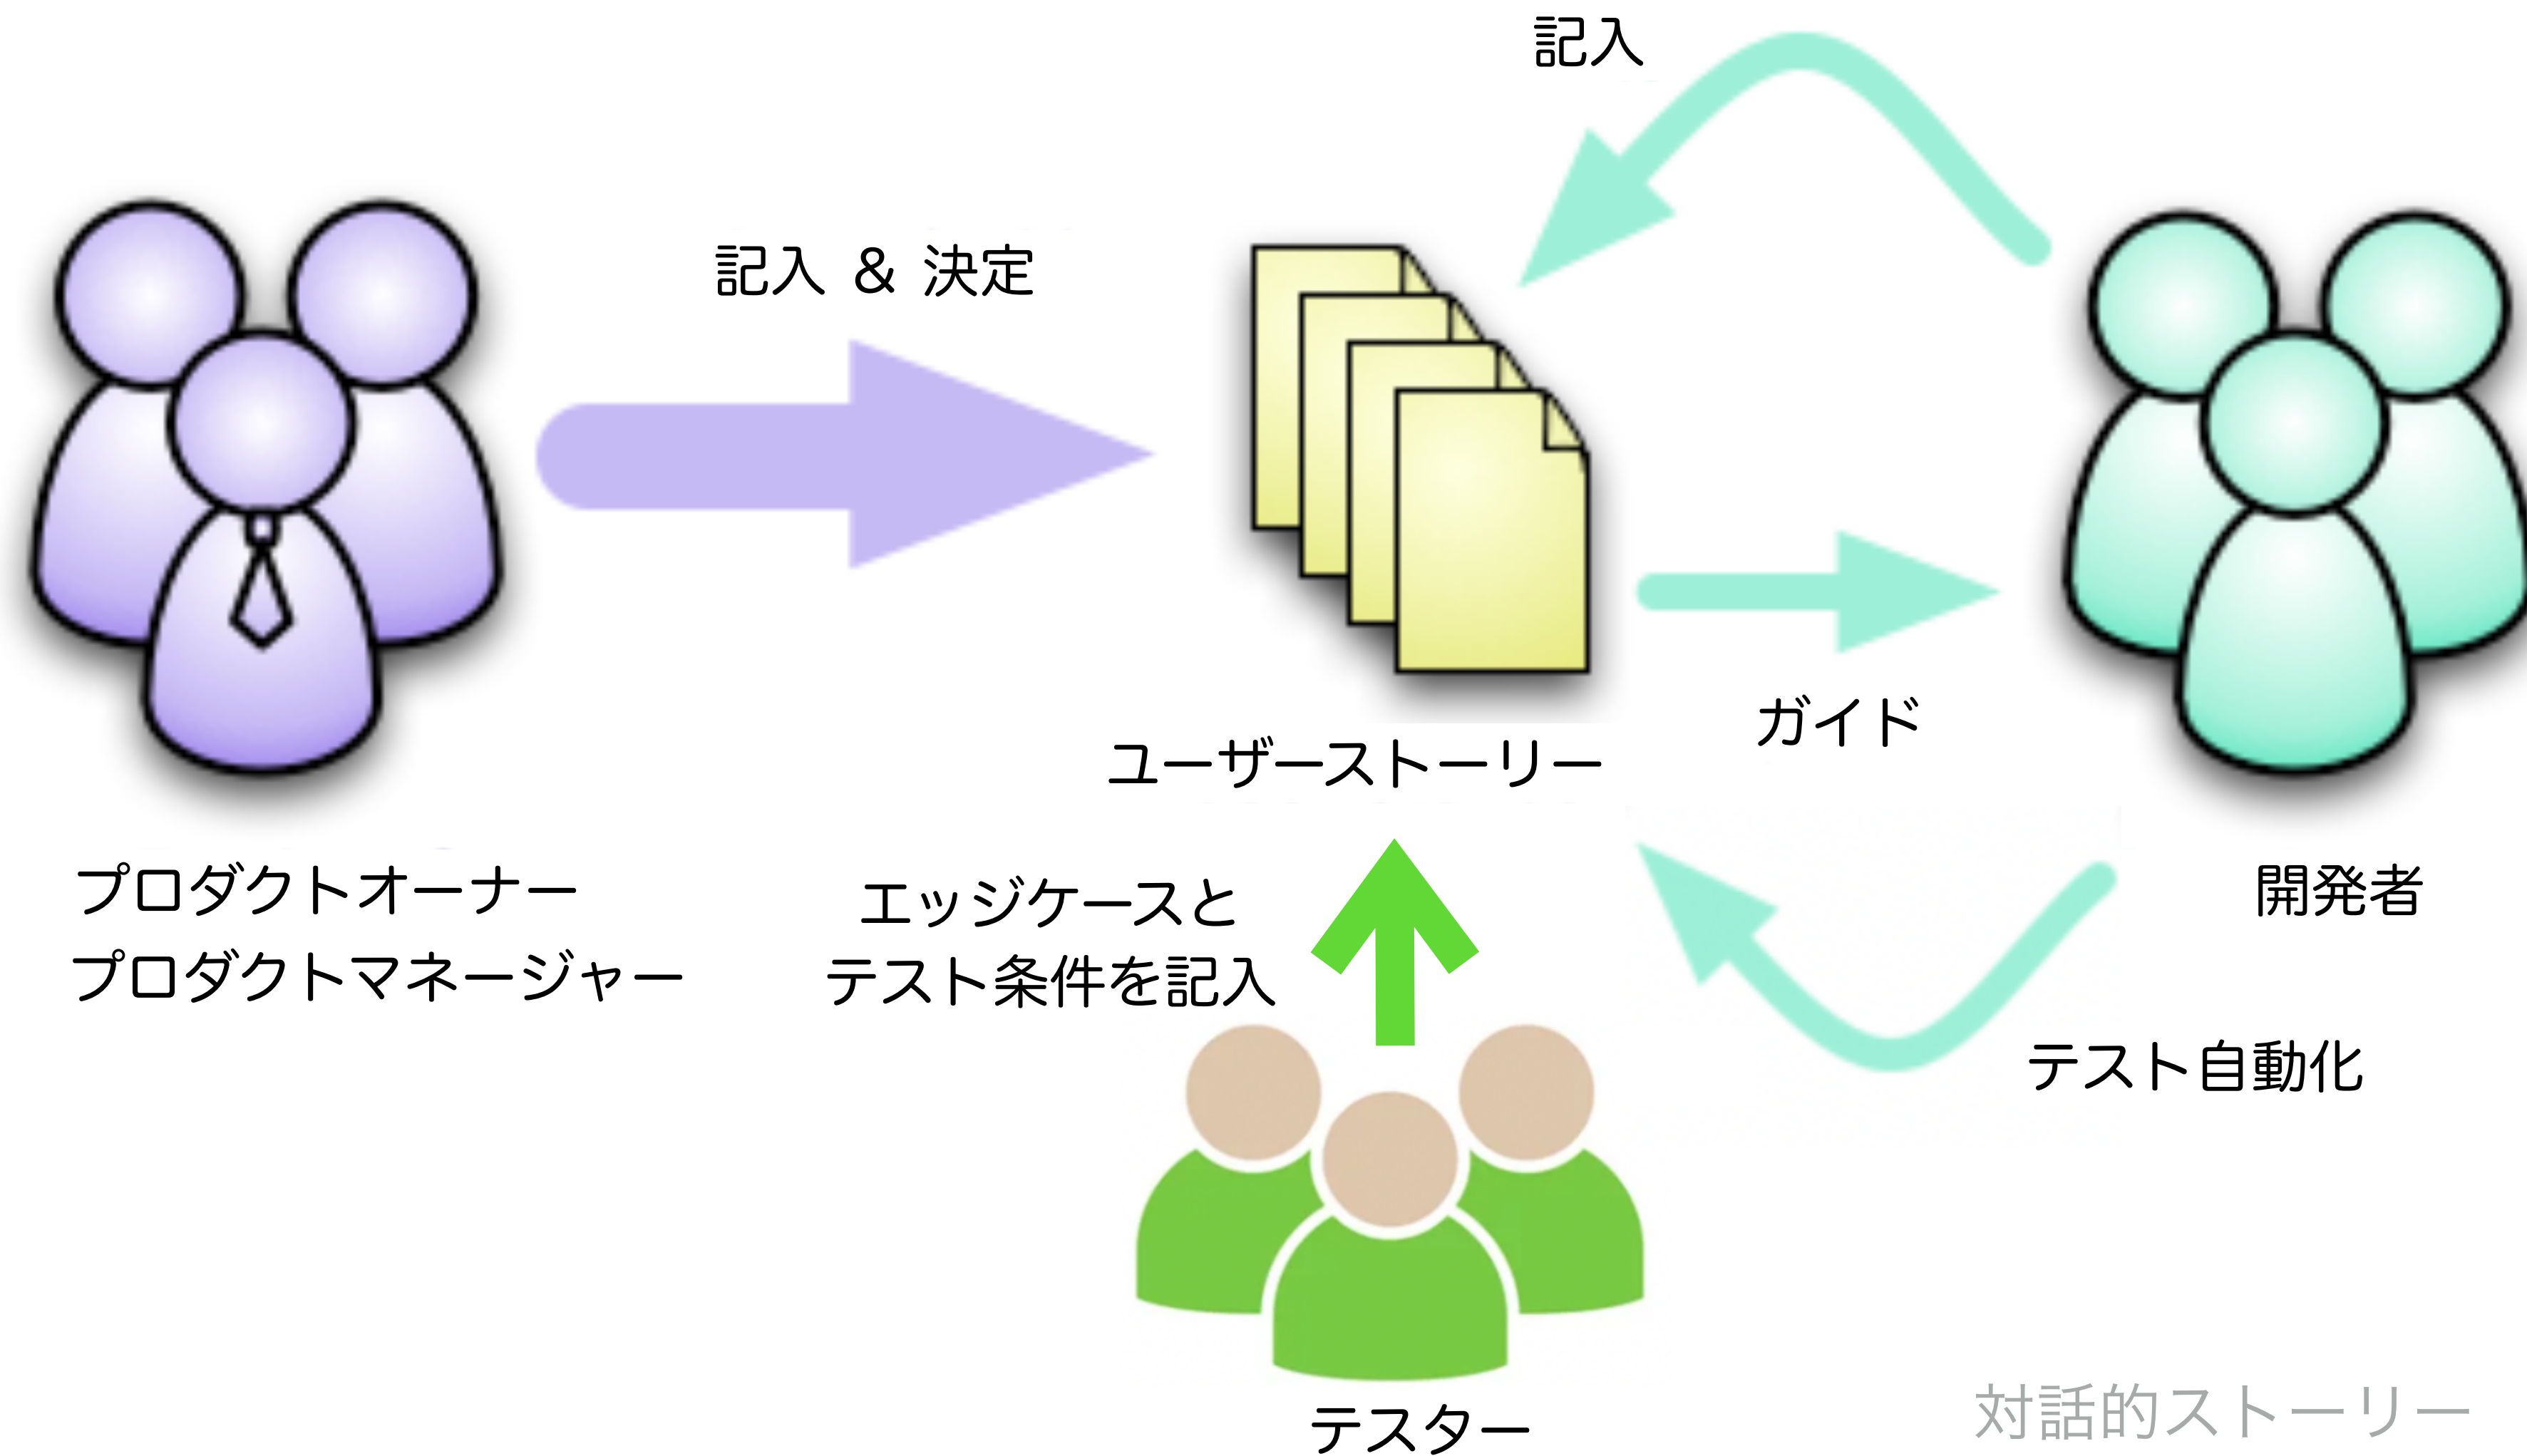 記入
記入 & 決定
ガイド
ユーザーストーリー
プロダクトオーナー
プロダクトマネージャー
エッジケースと
テスト条件を記入
開発者
テスト自動化
テスター
対話的ストーリー